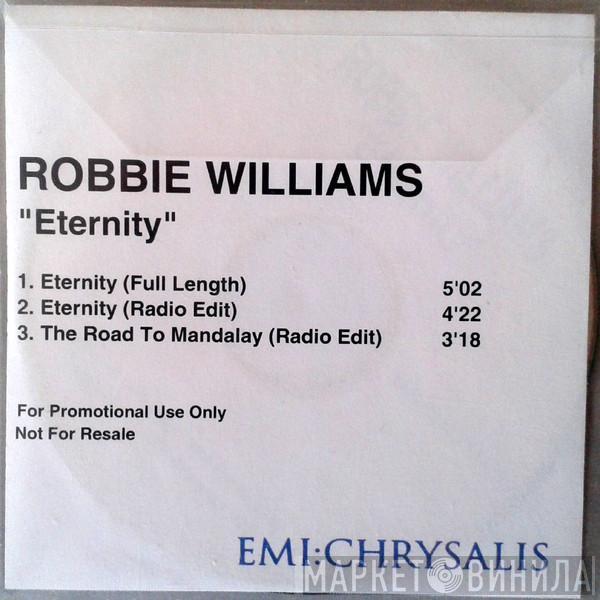 ROBBIE WILLIAMS
"Eternity"
1. Eternity (Full Length) 5'02
2. Eternity (Radio Edit) 4'22
3. The Road To Mandalay (Radio Edit) 3'18
For Promotional Use Only
Not For Resale
EMI:CHRYSALIS
МАРКЕТ ВИНИЛА